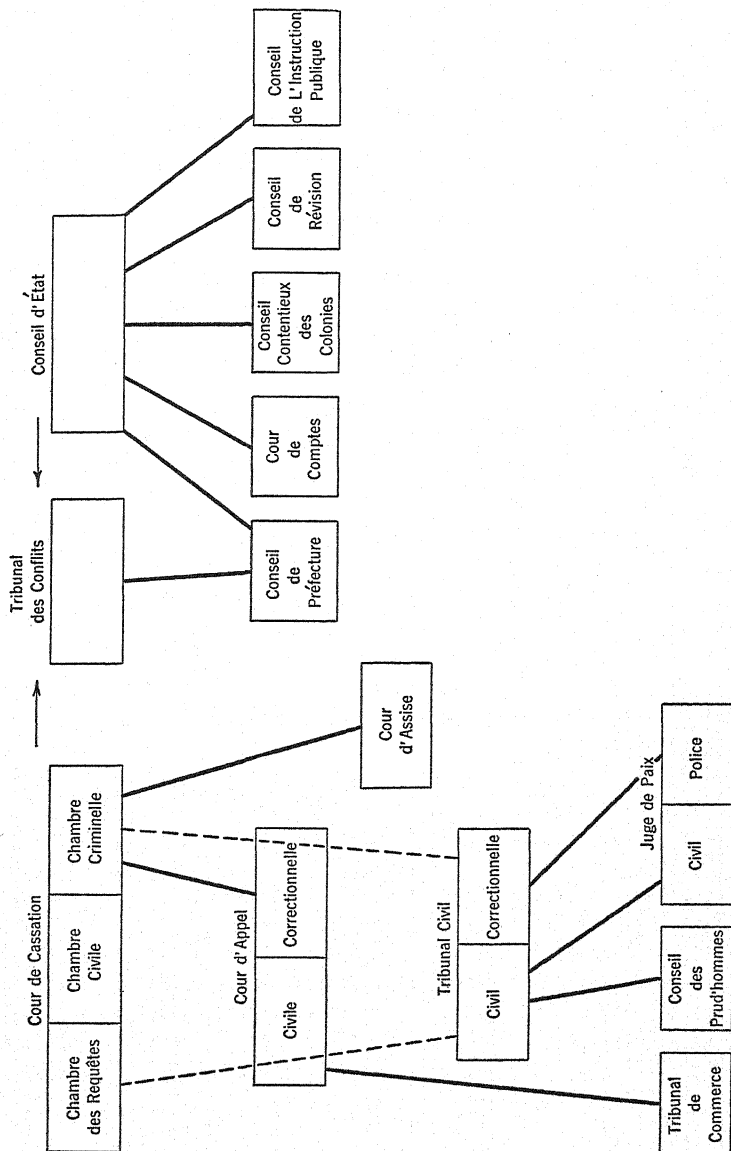 Cour de Cassation
Chambre
des Requêtes
Chambre
Civile
Chambre
Criminelle
Tribunal
des Conflits
Conseil d'État
Cour d'Appel
Civile
Correctionnelle
Conseil
de
Préfecture
Cour
de
Comptes
Conseil
Contentieux
des
Colonies
Conseil
de
Révision
Conseil
de L'Instruction
Publique
Cour
d'Assise
Tribunal Civil
Civil
Correctionnelle
Juge de Paix
Tribunal
de
Commerce
Conseil
des
Prud'hommes
Civil
Police